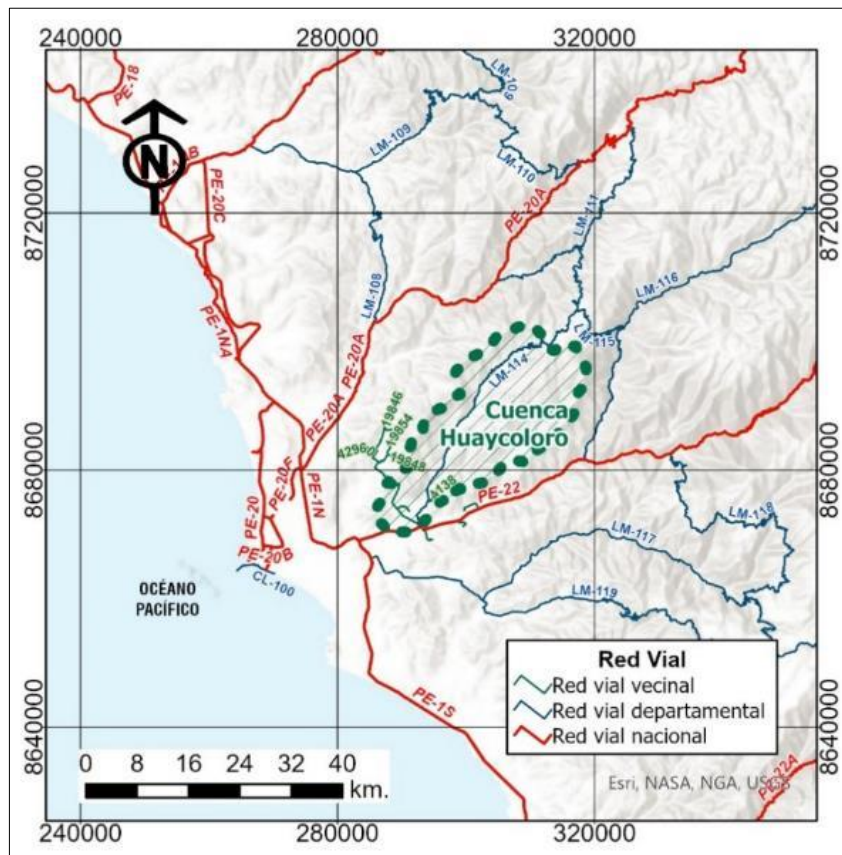 240000
280000
320000
PE-18
LM-109
LM-109
LM-110
PE-20C
8720000
8720000
PE-20A
LM-111
LM-108
LM-116
PE-1NA
PE-20A
LM-115
LM-114
Cuenca
Huaycoloro
PE-20A
19846
19854
42960
19848
8680000
8680000
4138
PE-22
PE-20F
PE-1N
PE-20
PE-20B
CL-100
LM-118
LM-117
LM-119
OCÉANO
PACÍFICO
N
Red Vial
Red vial vecinal
Red vial departamental
Red vial nacional
PE-1S
8640000
8640000
0 8 16 24 32 40
km.
Esri, NASA, NGA, USGS
PE-22A
240000
280000
320000